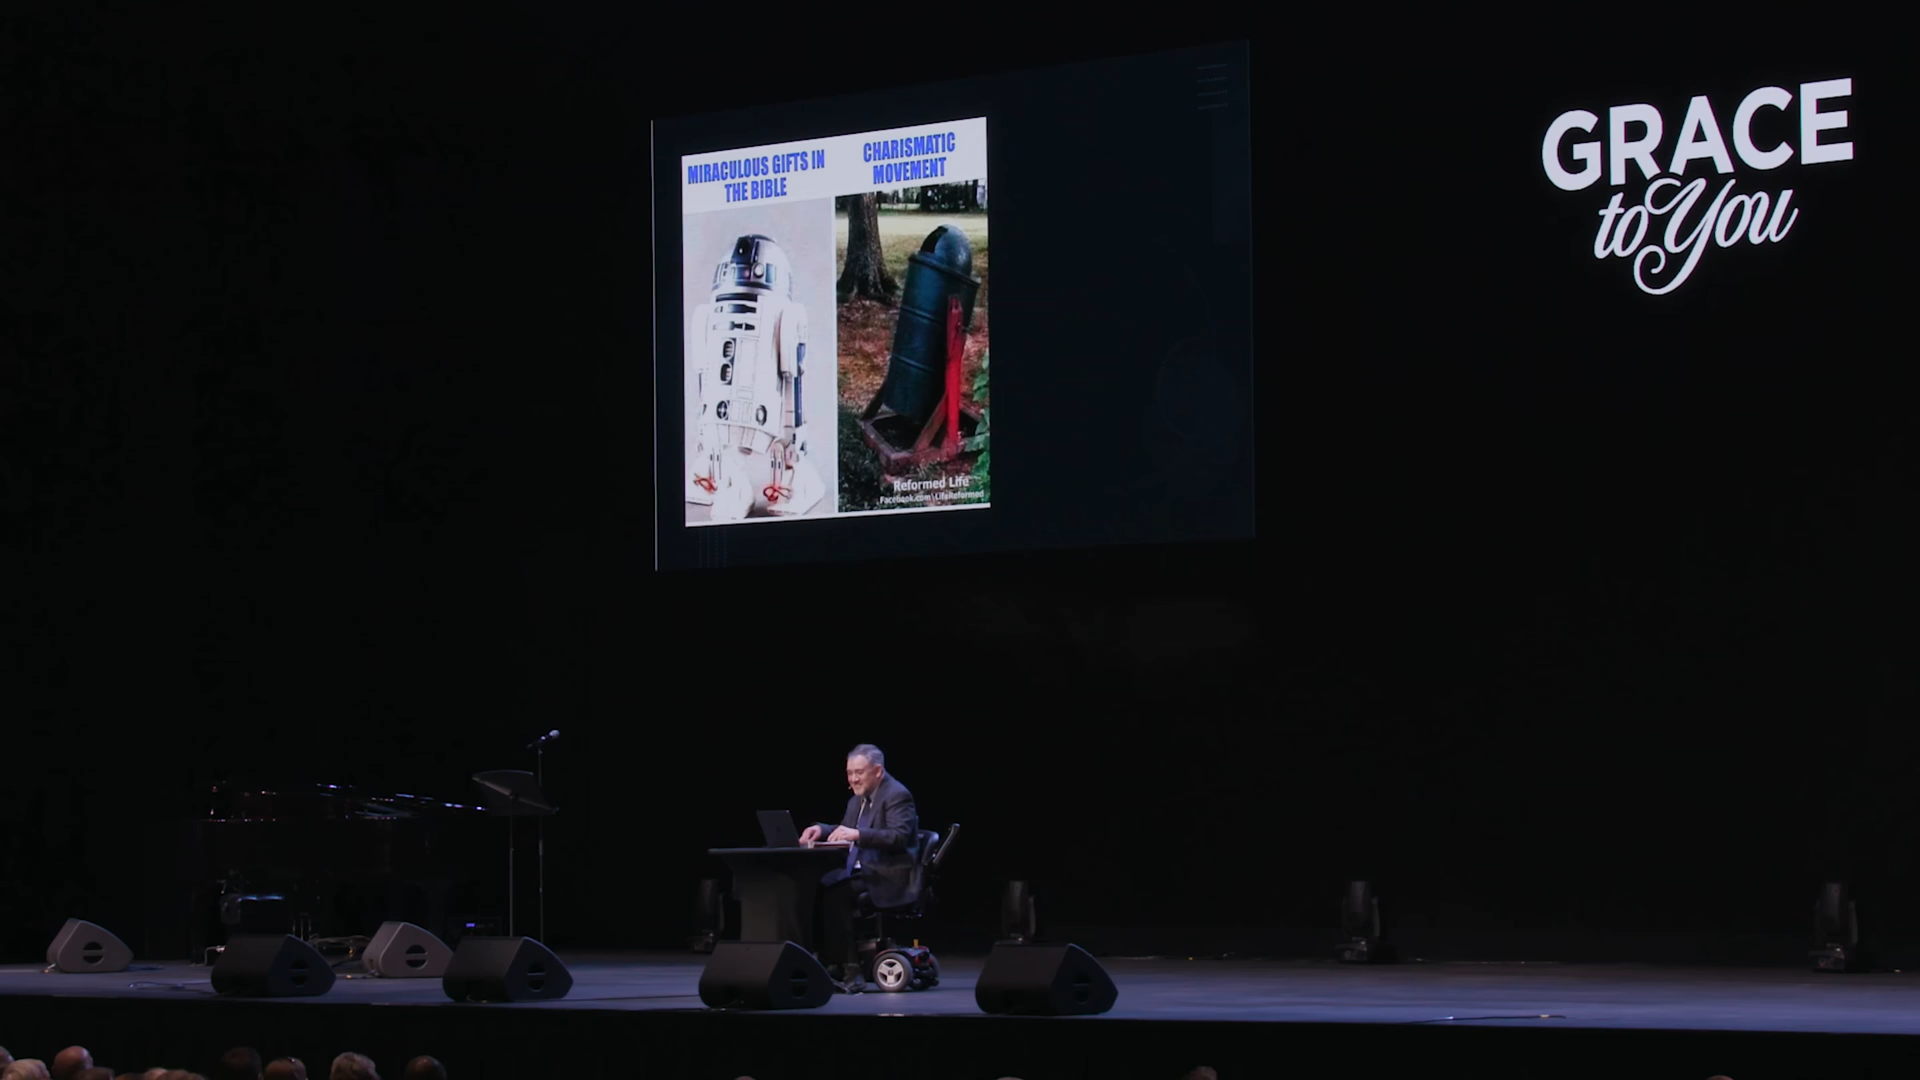 MIRACULOUS GIFTS IN
THE BIBLE
CHARISMATIC
MOVEMENT
Reformed Life
Facebook.com\LifeReformed
GRACE
to You